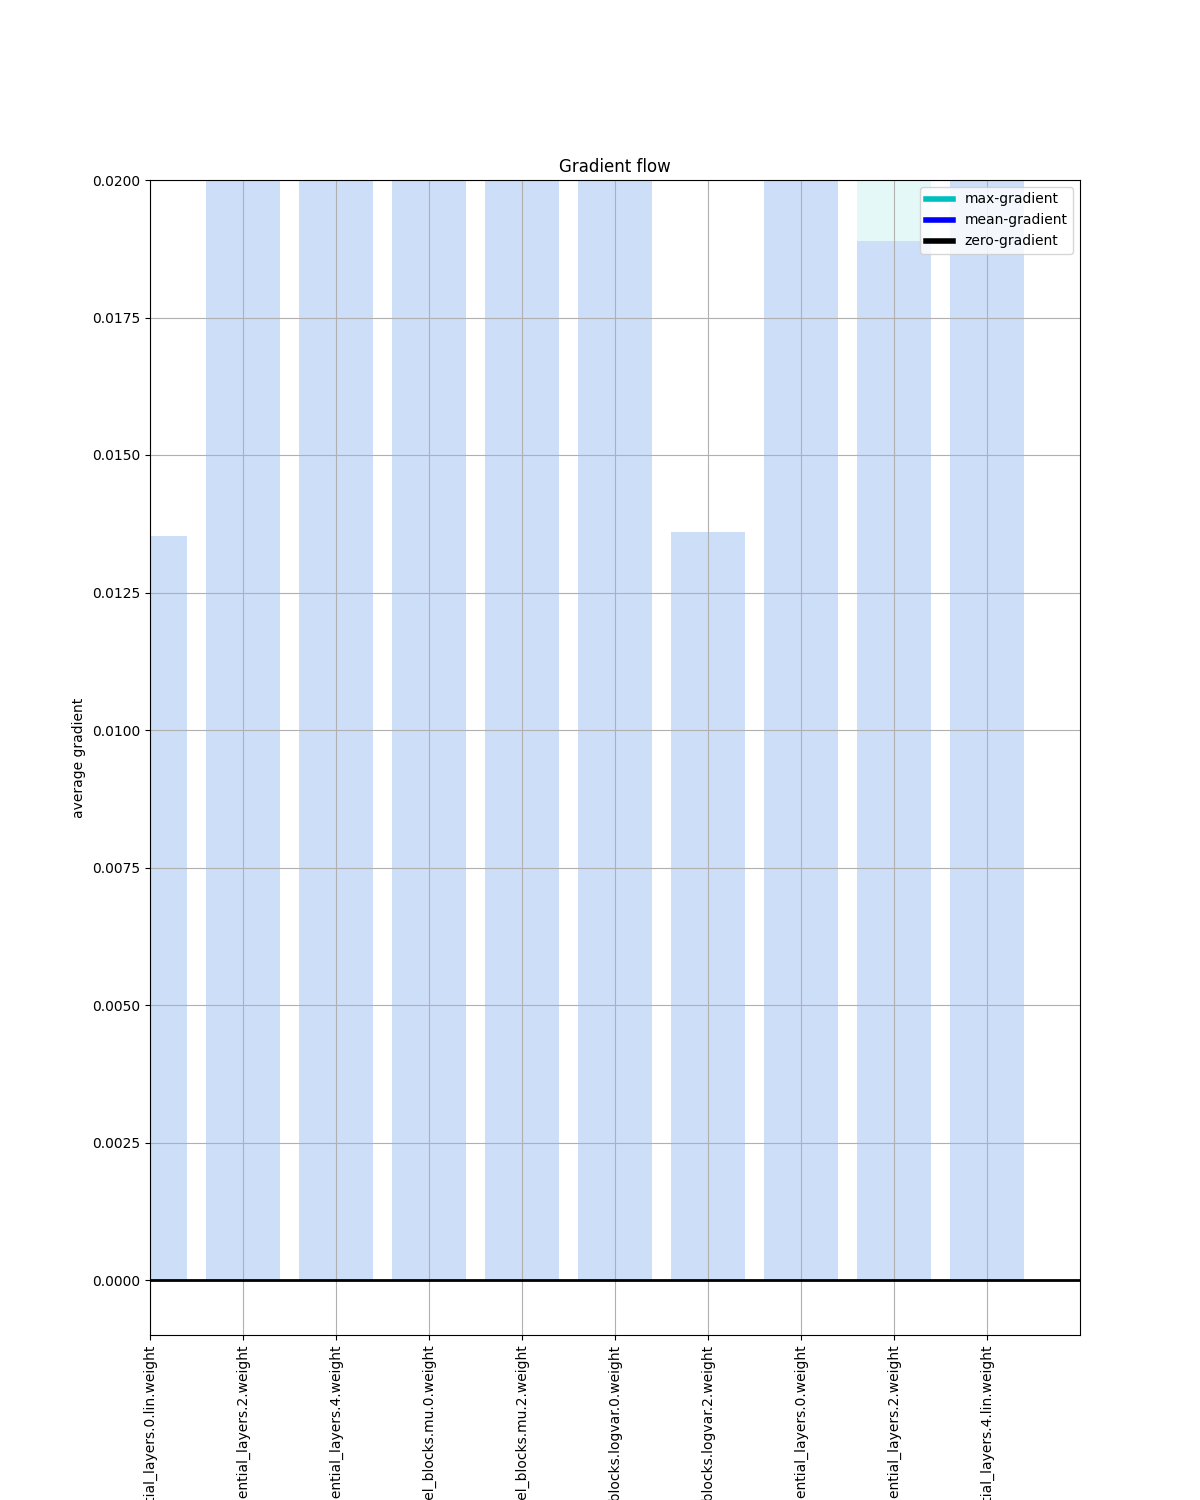 Gradient flow
0.0200
0.0175
0.0150
0.0125
0.0100
0.0075
0.0050
0.0025
0.0000
average gradient
max-gradient
mean-gradient
zero-gradient
tial_layers.0.lin.weight
ential_layers.2.weight
ential_layers.4.weight
el_blocks.mu.0.weight
el_blocks.mu.2.weight
blocks.logvar.0.weight
blocks.logvar.2.weight
ential_layers.0.weight
ential_layers.2.weight
tial_layers.4.lin.weight